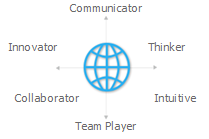 Communicator
Innovator
Thinker
Collaborator
Intuitive
Team Player